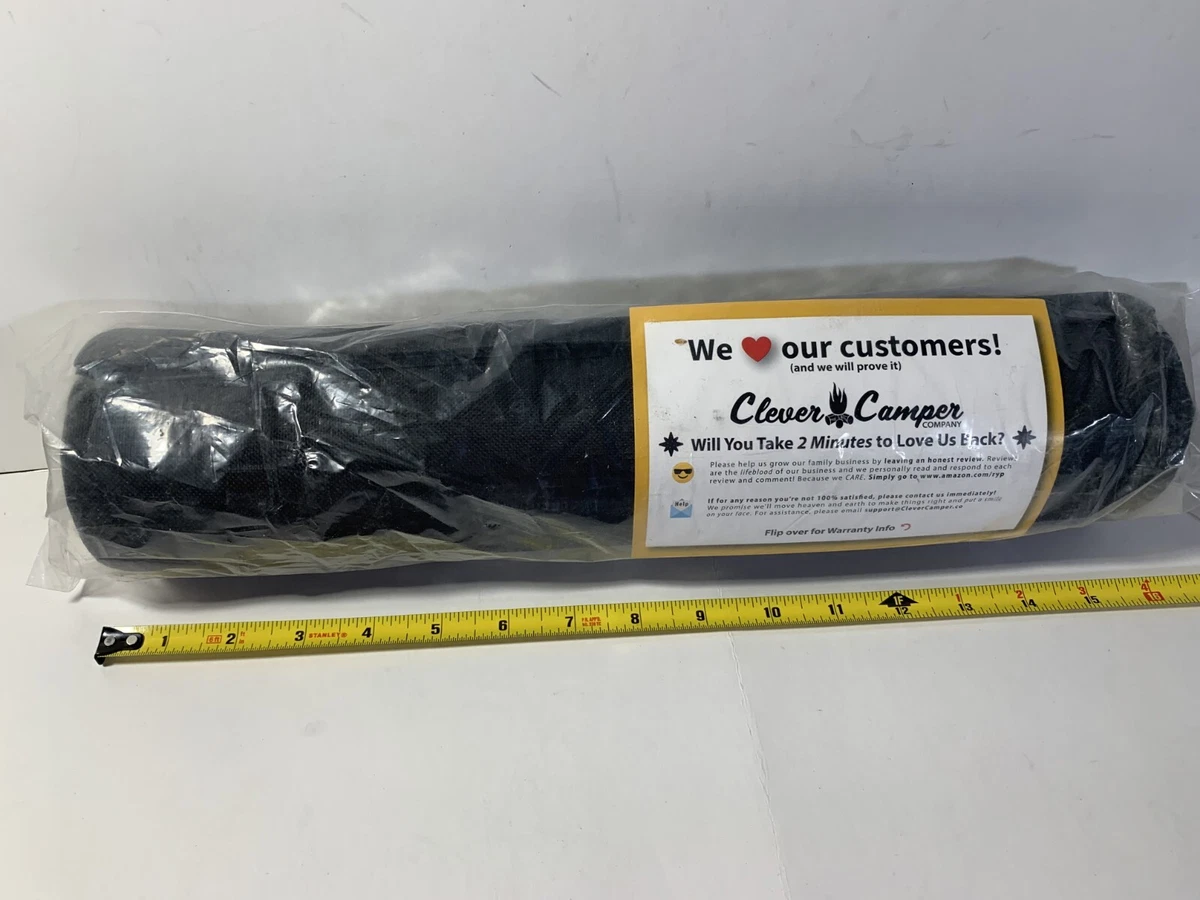 We ❤ our customers!
(and we will prove it)
Clever Camper
COMPANY
Will You Take 2 Minutes to Love Us Back?
Please help us grow our family business by leaving an honest review. Reviews
are the lifeblood of our business and we personally read and respond to each
review and comment! Because we CARE. Simply go to www.amazon.com/ryp
Help
If for any reason you're not 100% satisfied, please contact us immediately!
We promise we'll move heaven and earth to make things right and put a smile
on your face. For assistance, please email support@CleverCamper.co
Flip over for Warranty Info
1 2 3 STANLEY® 4 5 6 7 8 9 10 11 1F 12 13 14 15 16
1 2 3 4